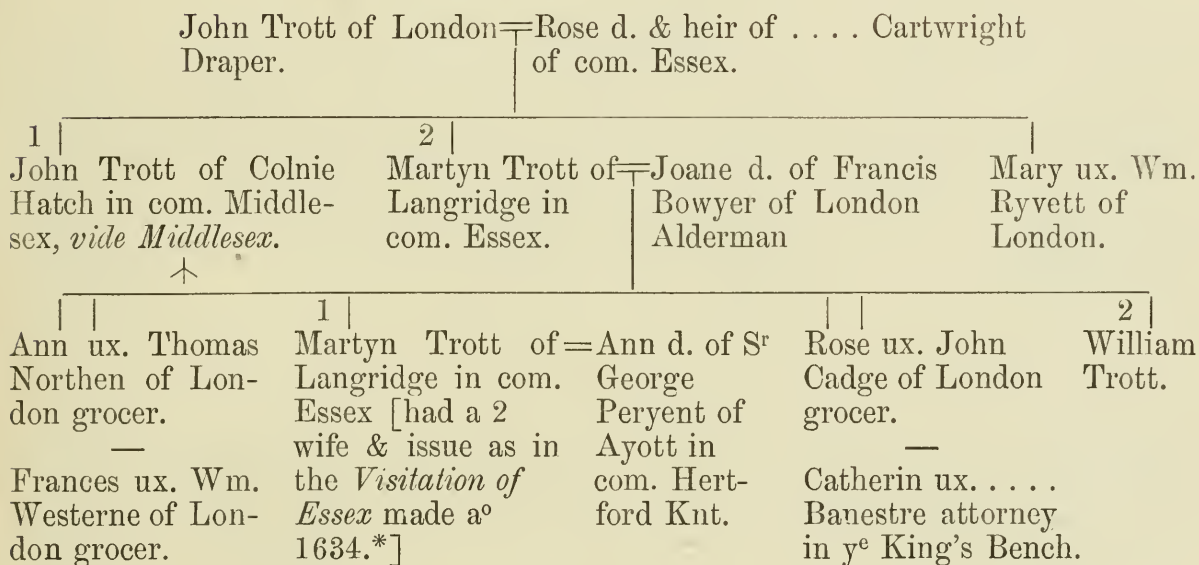 John Trott of London=Rose d. & heir of . . . . Cartwright
Draper.
of com. Essex.
1
John Trott of Colnie
Hatch in com. Middle-
sex, vide Middlesex.
2
Martyn Trott of=Joane d. of Francis
Langridge in
com. Essex.
Bowyer of London
Alderman
Mary ux. Wm.
Ryvett of
London.
Ann ux. Thomas
Northen of Lon-
don grocer.
—
Frances ux. Wm.
Westerne of Lon-
don grocer.
1
Martyn Trott of=Ann d. of Sʳ
Langridge in com.
Essex [had a 2
wife & issue as in
the Visitation of
Essex made aº
1634.*]
George
Peryent of
Ayott in
com. Hert-
ford Knt.
Rose ux. John
Cadge of London
grocer.
—
Catherin ux. . . . .
Banestre attorney
in yᵉ King's Bench.
2
William
Trott.